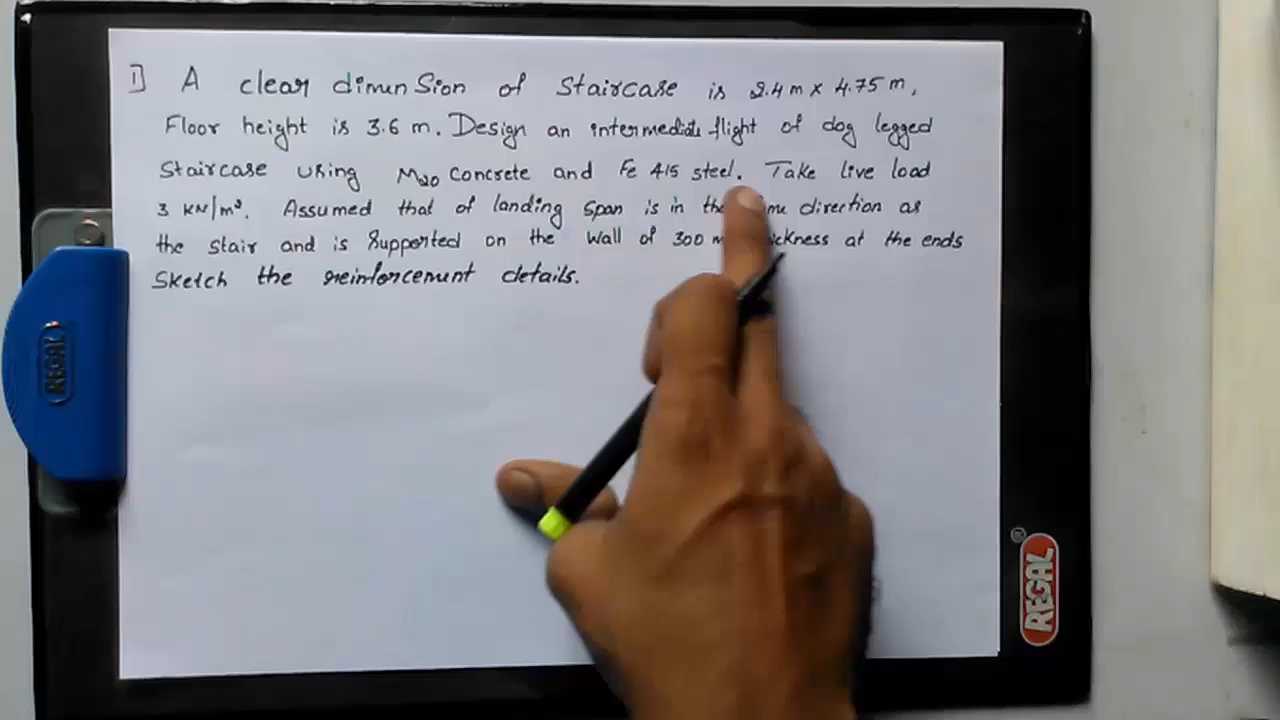 1) A clear dimension of Staircase is 2.4 m x 4.75 m,
Floor height is 3.6 m. Design an intermediate flight of dog legged
Staircase using M20 Concrete and Fe 415 steel. Take live load
3 KN/m². Assumed that of landing span is in the direction as
the stair and is supported on the wall of 300 at the ends
Sketch the reinforcement details.
REGAL
REGAL®